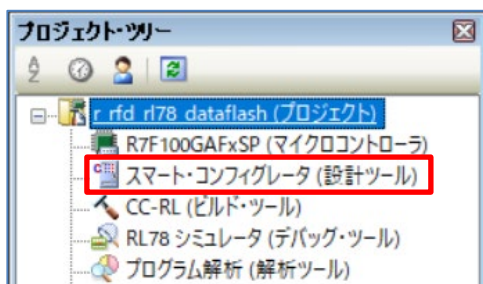 プロジェクト・ツリー
r_rfd_rl78_dataflash (プロジェクト)
R7F100GAFxSP (マイクロコントローラ)
スマート・コンフィグレータ (設計ツール)
CC-RL (ビルド・ツール)
RL78 シミュレータ (デバッグ・ツール)
プログラム解析 (解析ツール)